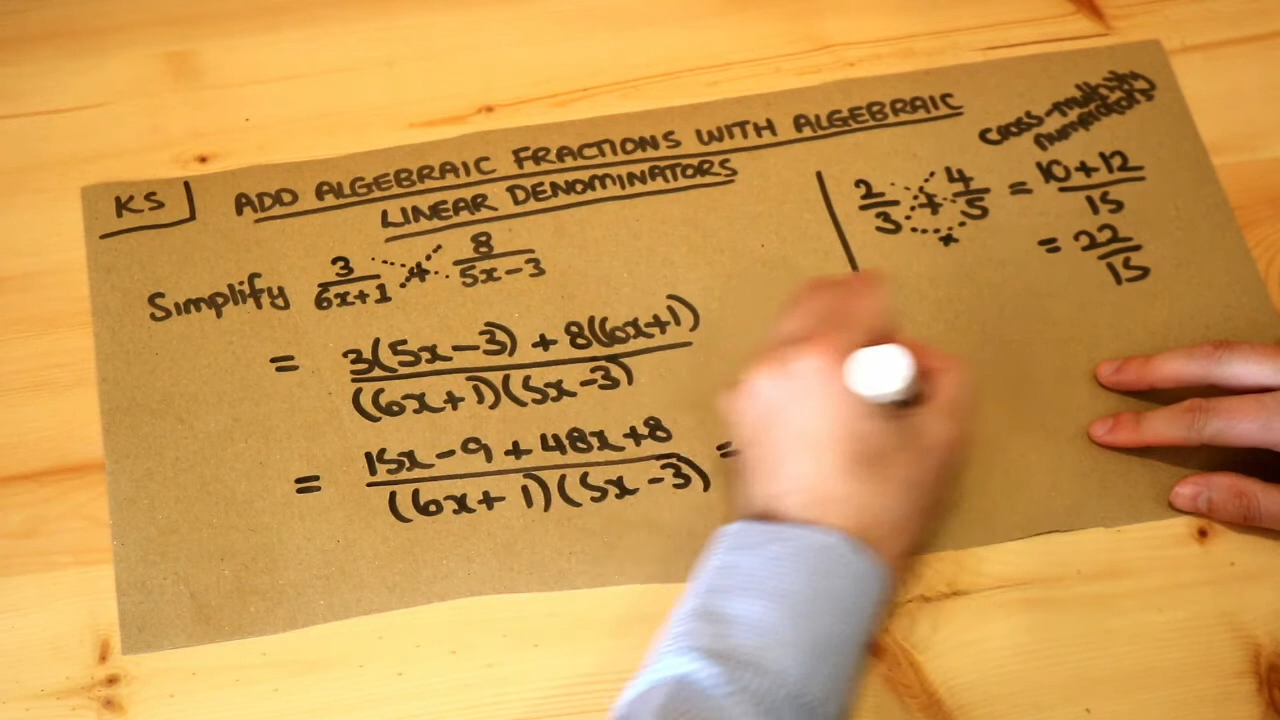 KS
ADD ALGEBRAIC FRACTIONS WITH ALGEBRAIC
LINEAR DENOMINATORS
Simplify 3/(6x+1) + 8/(5x-3)
= (3(5x-3) + 8(6x+1))/((6x+1)(5x-3))
= (15x-9+48x+8)/((6x+1)(5x-3)) =
cross-multiply
numerators
2/3 + 4/5 = (10+12)/15
×
= 22/15